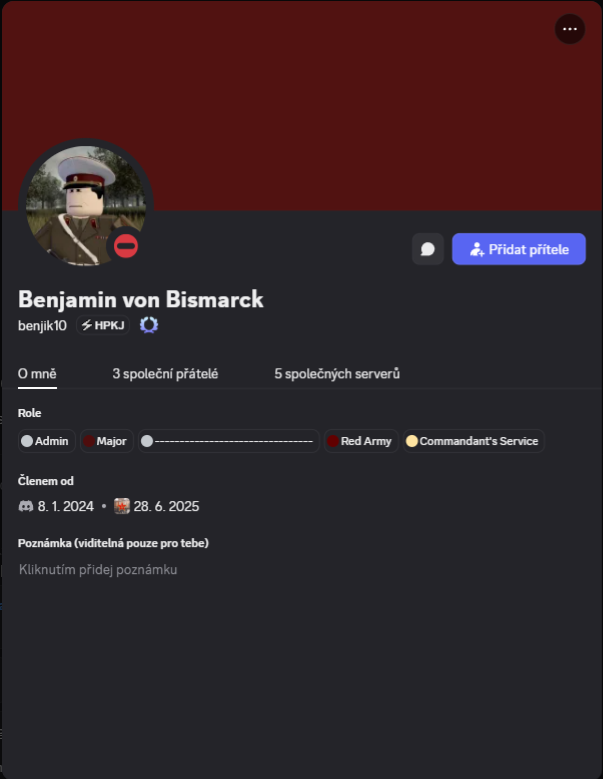 Přidat přítele
Benjamin von Bismarck
benjik10 HPKJ
O mně 3 společní přátelé 5 společných serverů
Role
Admin Major --------------------------------- Red Army Commandant's Service
Členem od
8. 1. 2024 • 28. 6. 2025
Poznámka (viditelná pouze pro tebe)
Kliknutím přidej poznámku